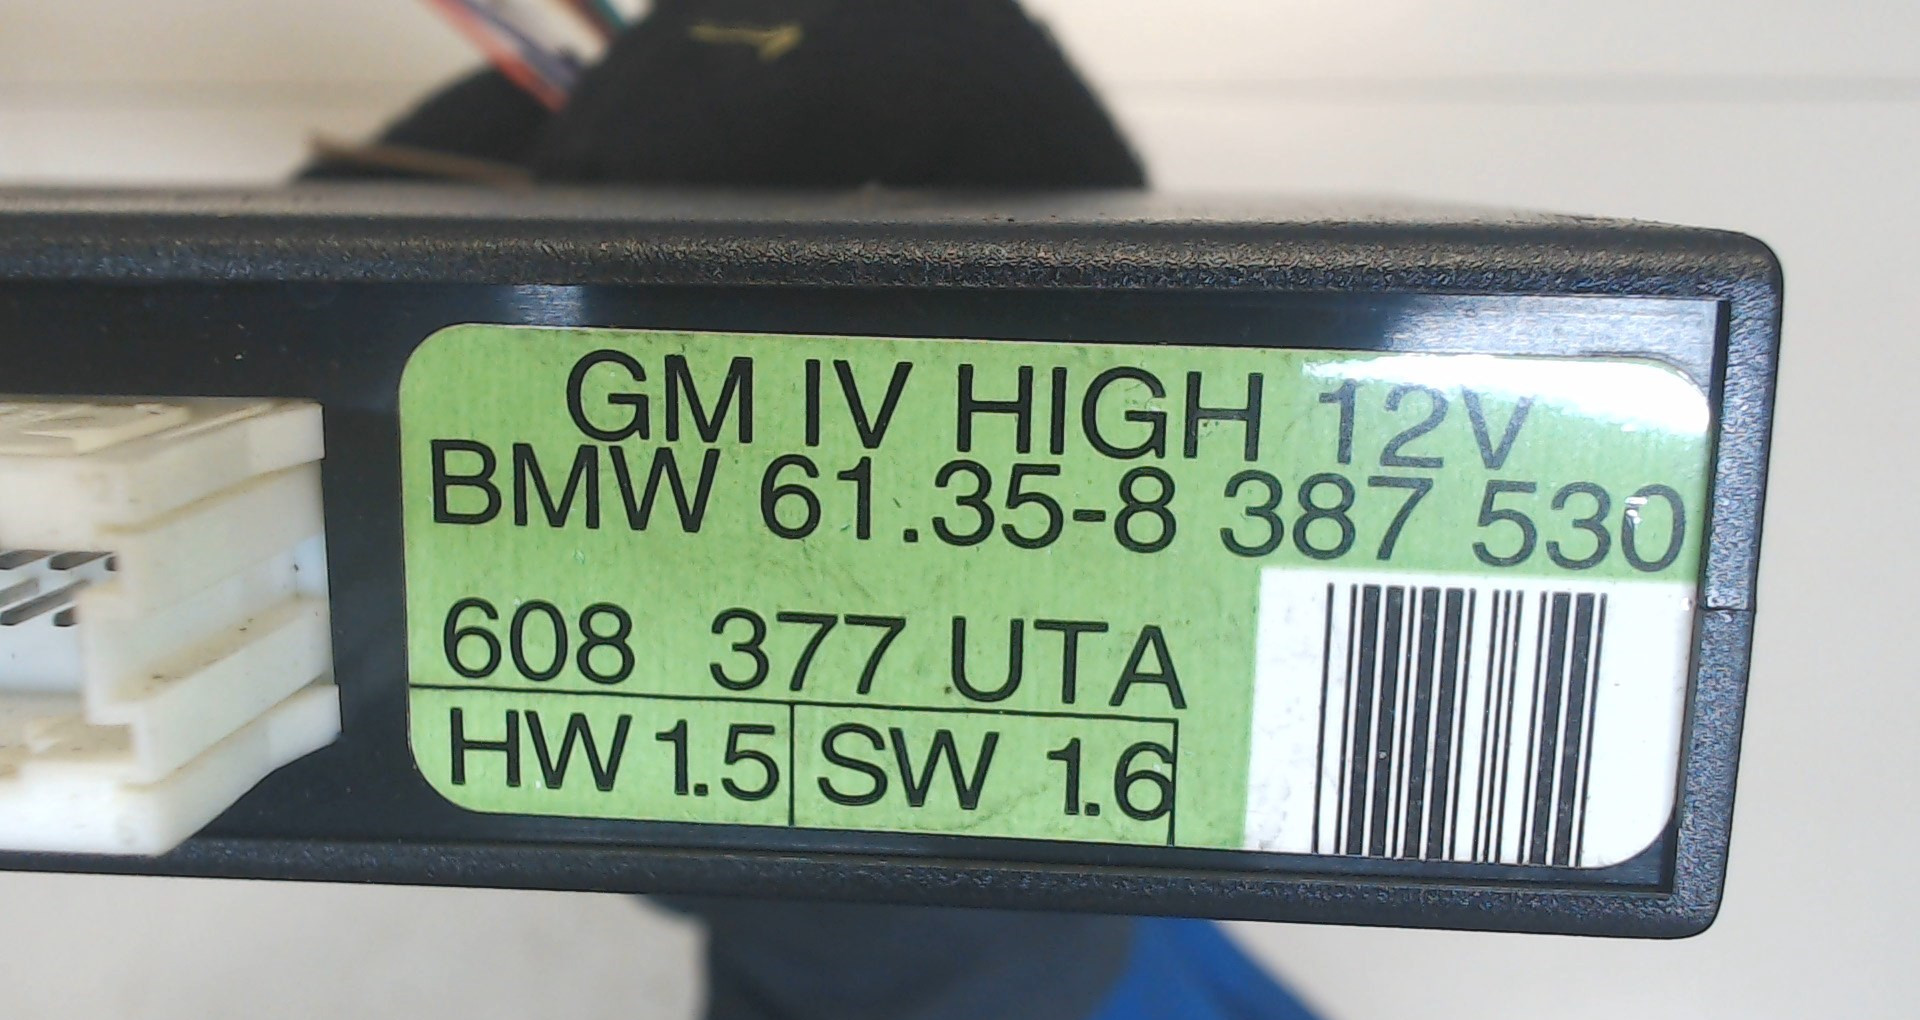 GM IV HIGH 12V
BMW 61.35-8 387 530
608 377 UTA
HW 1.5 SW 1.6